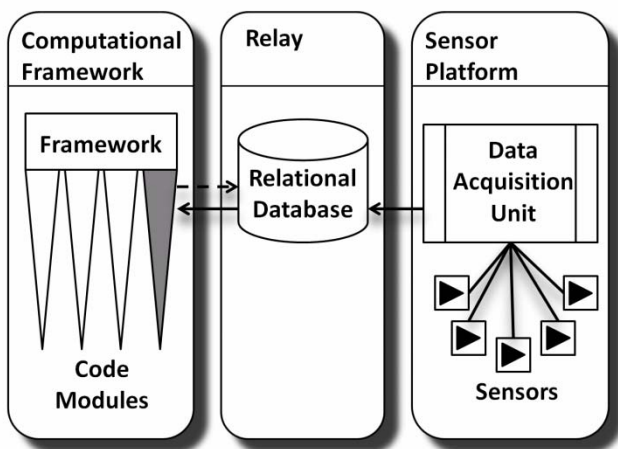 Computational
Framework
Relay
Sensor
Platform
Framework
Relational
Database
Data
Acquisition
Unit
Code
Modules
Sensors